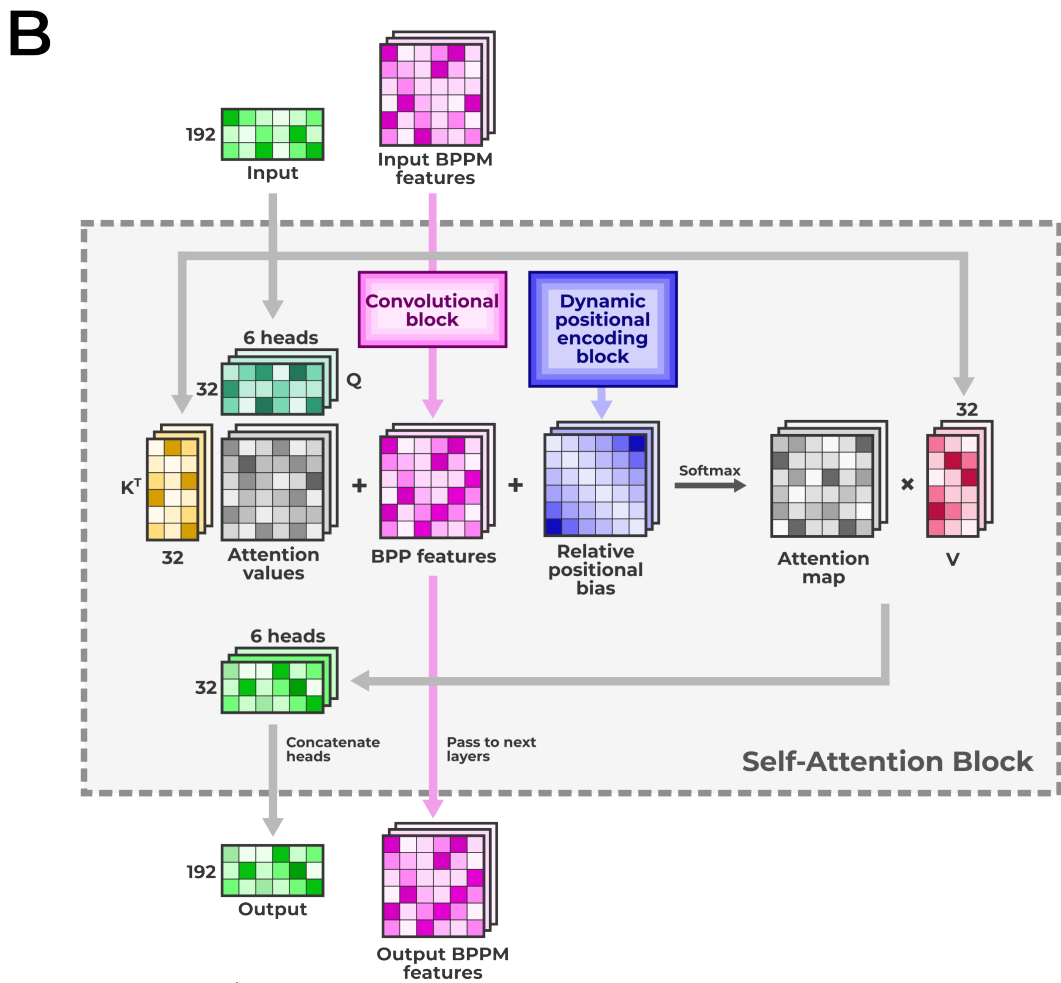 B
192
Input
Input BPPM
features
Convolutional
block
Dynamic
positional
encoding
block
6 heads
32
Q
32
Kᵀ
32
Attention
values
+
BPP features
+
Relative
positional
bias
Softmax
Attention
map
×
V
6 heads
32
Concatenate
heads
Pass to next
layers
Self-Attention Block
192
Output
Output BPPM
features